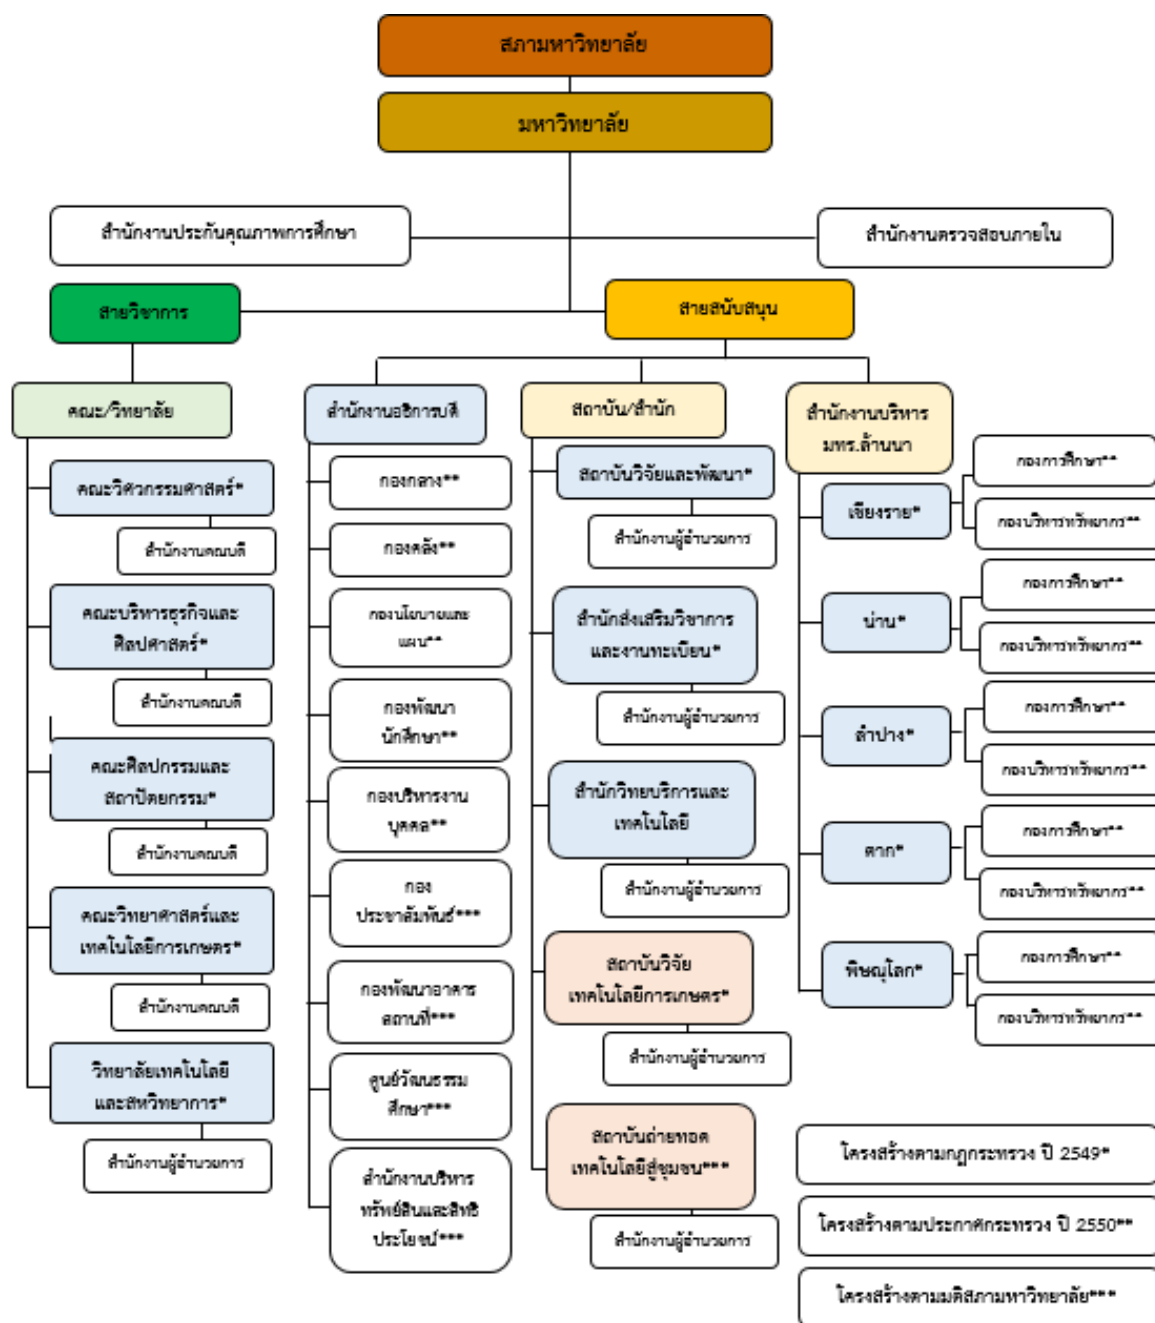 สภามหาวิทยาลัย
มหาวิทยาลัย
สำนักงานประกันคุณภาพการศึกษา
สำนักงานตรวจสอบภายใน
สายวิชาการ
สายสนับสนุน
คณะ/วิทยาลัย
คณะวิศวกรรมศาสตร์*
สำนักงานคณบดี
คณะบริหารธุรกิจและ
ศิลปศาสตร์*
สำนักงานคณบดี
คณะศิลปกรรมและ
สถาปัตยกรรม*
สำนักงานคณบดี
คณะวิทยาศาสตร์และ
เทคโนโลยีการเกษตร*
สำนักงานคณบดี
วิทยาลัยเทคโนโลยี
และสหวิทยาการ*
สำนักงานผู้อำนวยการ
สำนักงานอธิการบดี
กองกลาง**
กองคลัง**
กองนโยบายและ
แผน**
กองพัฒนา
นักศึกษา**
กองบริหารงาน
บุคคล**
กอง
ประชาสัมพันธ์***
กองพัฒนาอาคาร
สถานที่***
ศูนย์วัฒนธรรม
ศึกษา***
สำนักงานบริหาร
ทรัพย์สินและสิทธิ
ประโยชน์***
สถาบัน/สำนัก
สถาบันวิจัยและพัฒนา*
สำนักงานผู้อำนวยการ
สำนักส่งเสริมวิชาการ
และงานทะเบียน*
สำนักงานผู้อำนวยการ
สำนักวิทยบริการและ
เทคโนโลยี
สำนักงานผู้อำนวยการ
สถาบันวิจัย
เทคโนโลยีการเกษตร*
สำนักงานผู้อำนวยการ
สถาบันถ่ายทอด
เทคโนโลยีสู่ชุมชน***
สำนักงานผู้อำนวยการ
สำนักงานบริหาร
มทร.ล้านนา
เชียงราย*
กองการศึกษา**
กองบริหารทรัพยากร**
น่าน*
กองการศึกษา**
กองบริหารทรัพยากร**
ลำปาง*
กองการศึกษา**
กองบริหารทรัพยากร**
ตาก*
กองการศึกษา**
กองบริหารทรัพยากร**
พิษณุโลก*
กองการศึกษา**
กองบริหารทรัพยากร**
โครงสร้างตามกฎกระทรวง ปี 2549*
โครงสร้างตามประกาศกระทรวง ปี 2550**
โครงสร้างตามมติสภามหาวิทยาลัย***